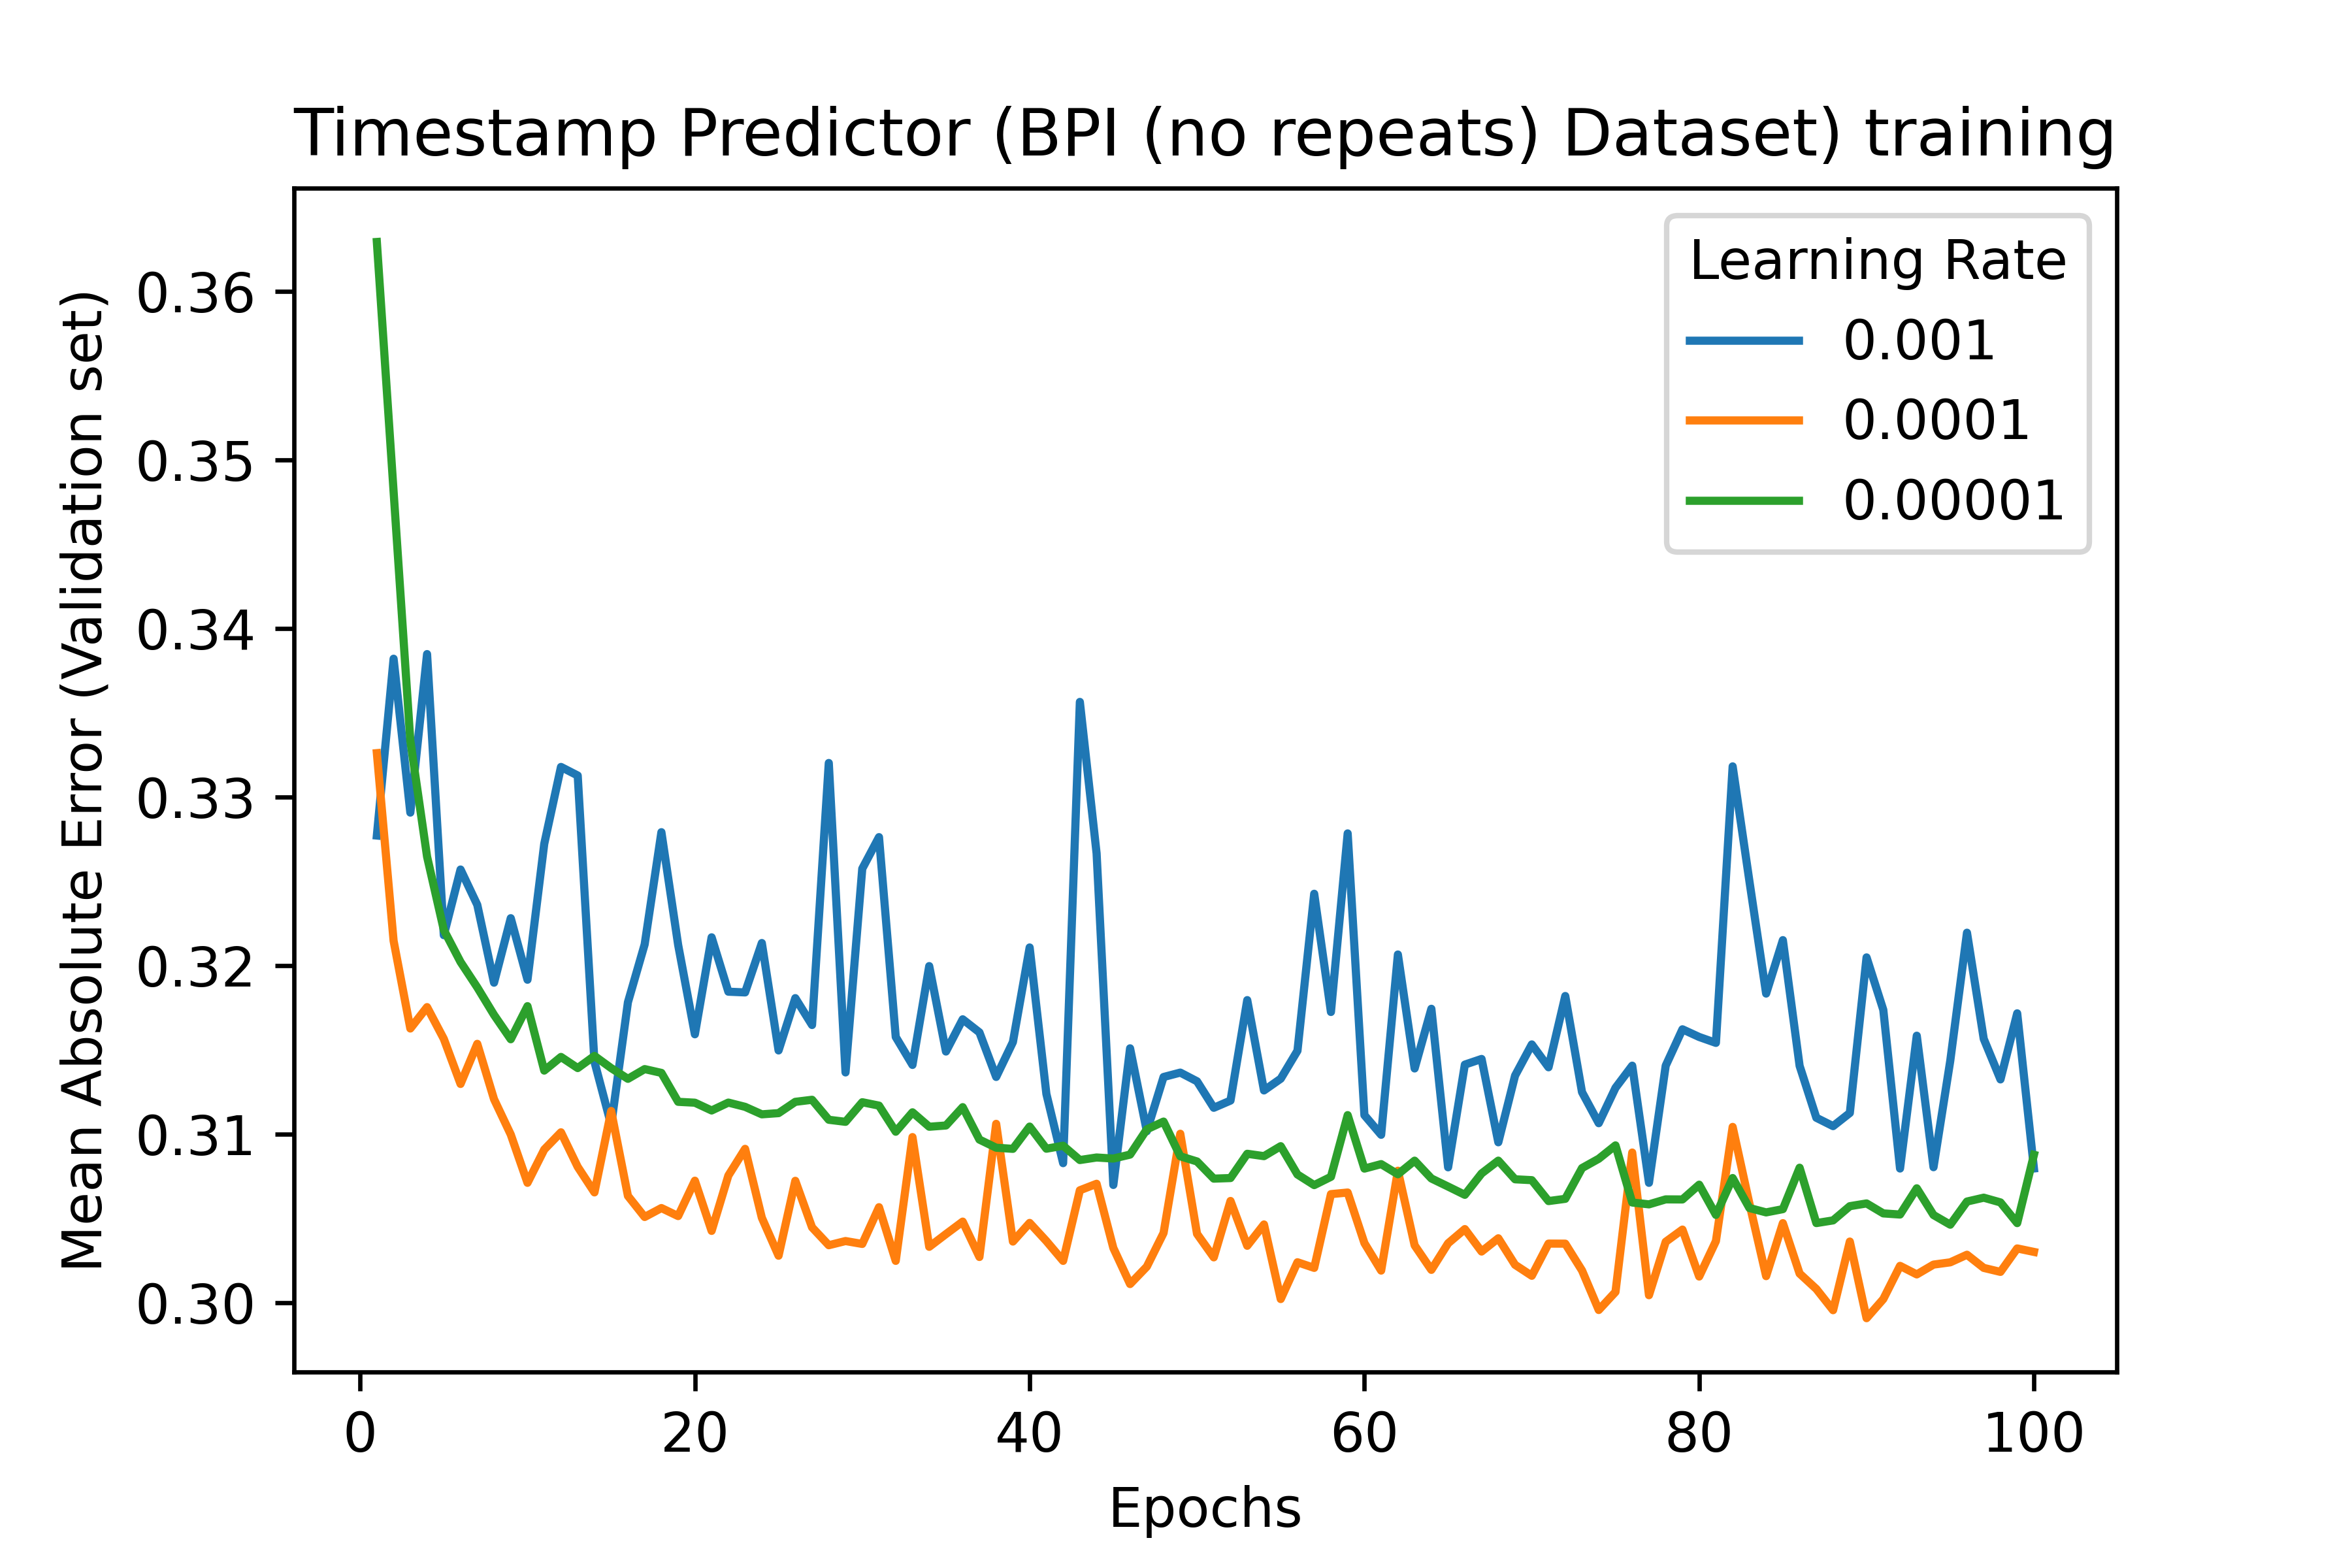 Timestamp Predictor (BPI (no repeats) Dataset) training
Mean Absolute Error (Validation set)
0.36
0.35
0.34
0.33
0.32
0.31
0.30
Learning Rate
0.001
0.0001
0.00001
0 20 40 60 80 100
Epochs